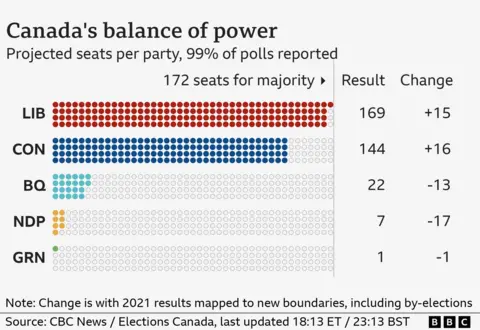 Canada's balance of power
Projected seats per party, 99% of polls reported
172 seats for majority Result Change
LIB 169 +15
CON 144 +16
BQ 22 -13
NDP 7 -17
GRN 1 -1
Note: Change is with 2021 results mapped to new boundaries, including by-elections
Source: CBC News / Elections Canada, last updated 18:13 ET / 23:13 BST BBC